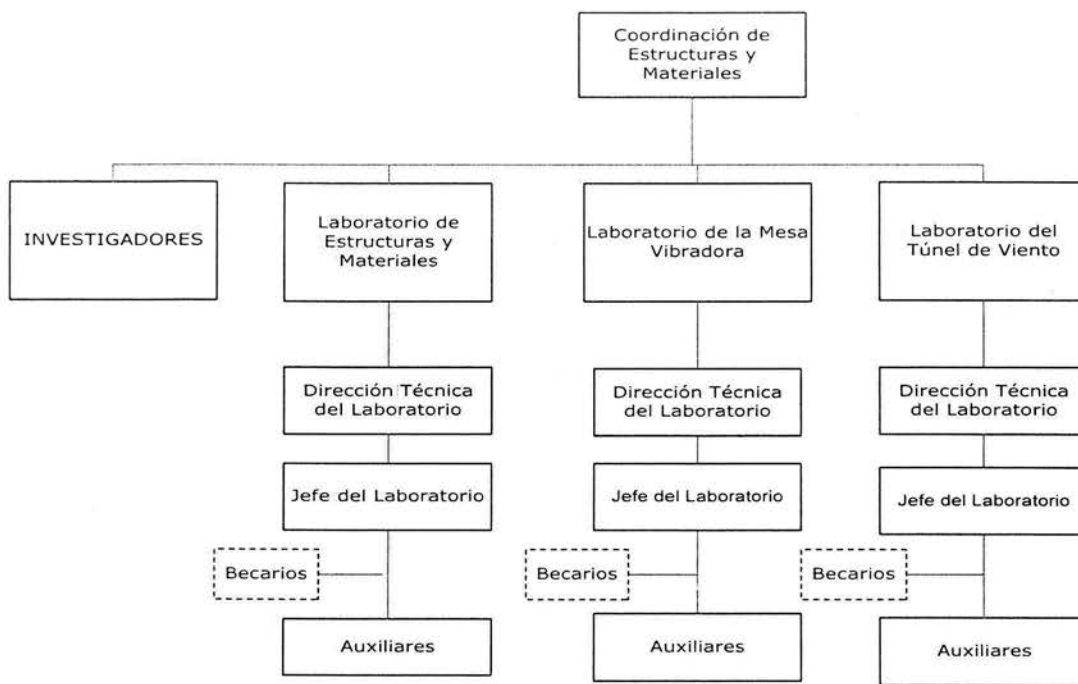 Coordinación de
Estructuras y
Materiales
INVESTIGADORES
Laboratorio de
Estructuras y
Materiales
Laboratorio de la Mesa
Vibradora
Laboratorio del
Túnel de Viento
Dirección Técnica
del Laboratorio
Dirección Técnica
del Laboratorio
Dirección Técnica
del Laboratorio
Jefe del Laboratorio
Jefe del Laboratorio
Jefe del Laboratorio
Becarios
Becarios
Becarios
Auxiliares
Auxiliares
Auxiliares